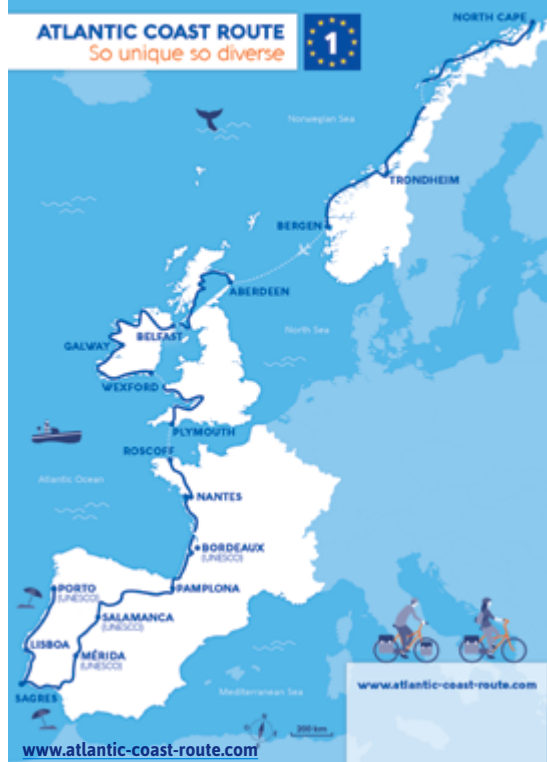 ATLANTIC COAST ROUTE
So unique so diverse
1
NORTH CAPE
Norwegian Sea
TRONDHEIM
BERGEN
ABERDEEN
North Sea
BELFAST
GALWAY
WEXFORD
PLYMOUTH
ROSCOFF
Atlantic Ocean
NANTES
BORDEAUX
(UNESCO)
PORTO
(UNESCO)
PAMPLONA
SALAMANCA
(UNESCO)
LISBOA
MÉRIDA
(UNESCO)
SAGRES
Mediterranean Sea
www.atlantic-coast-route.com
200 km
www.atlantic-coast-route.com